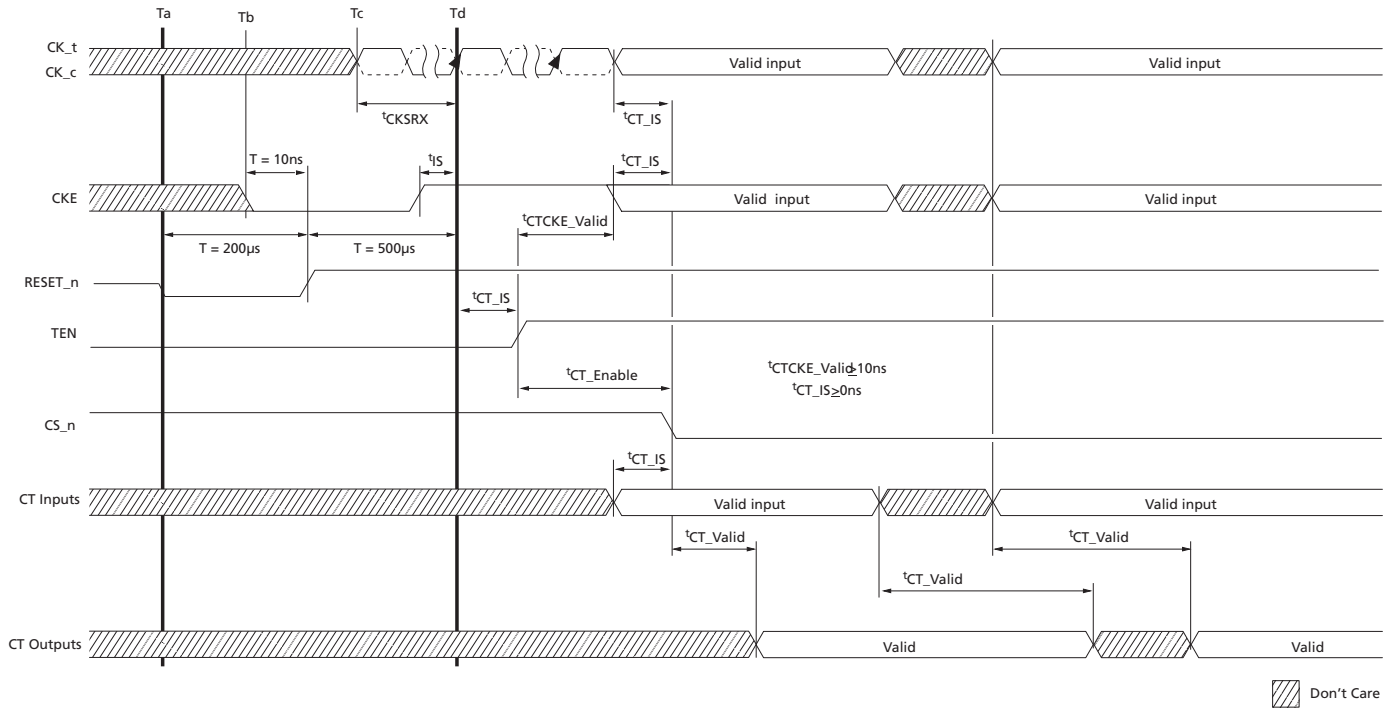 Ta
Tb
Tc
Td
CK_t
CK_c
Valid input
Valid input
tCKSRX
tCT_IS
T = 10ns
tIS
tCT_IS
CKE
Valid input
Valid input
tCTCKE_Valid
T = 200µs
T = 500µs
RESET_n
tCT_IS
TEN
tCT_Enable
tCTCKE_Valid≥10ns
tCT_IS≥0ns
CS_n
tCT_IS
CT Inputs
Valid input
Valid input
tCT_Valid
tCT_Valid
tCT_Valid
CT Outputs
Valid
Valid
Don't Care